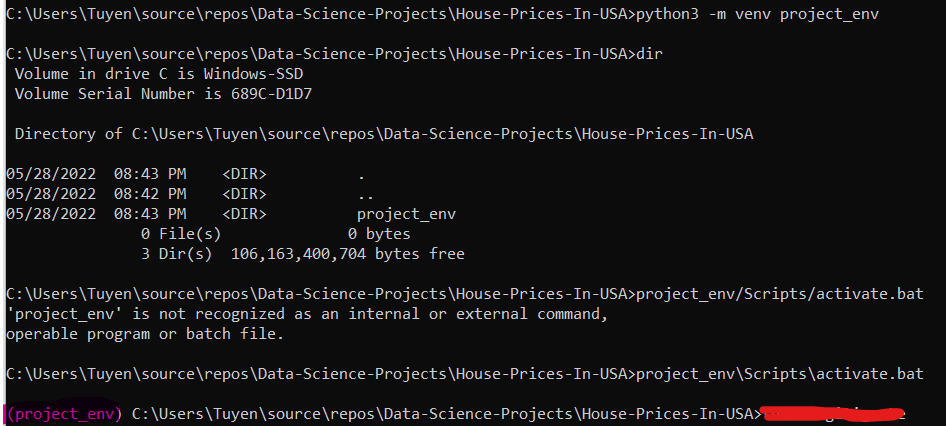 C:\Users\Tuyen\source\repos\Data-Science-Projects\House-Prices-In-USA>python3 -m venv project_env
C:\Users\Tuyen\source\repos\Data-Science-Projects\House-Prices-In-USA>dir
Volume in drive C is Windows-SSD
Volume Serial Number is 689C-D1D7
Directory of C:\Users\Tuyen\source\repos\Data-Science-Projects\House-Prices-In-USA
05/28/2022 08:43 PM <DIR> .
05/28/2022 08:42 PM <DIR> ..
05/28/2022 08:43 PM <DIR> project_env
0 File(s) 0 bytes
3 Dir(s) 106,163,400,704 bytes free
C:\Users\Tuyen\source\repos\Data-Science-Projects\House-Prices-In-USA>project_env/Scripts/activate.bat
'project_env' is not recognized as an internal or external command,
operable program or batch file.
C:\Users\Tuyen\source\repos\Data-Science-Projects\House-Prices-In-USA>project_env\Scripts\activate.bat
(project_env) C:\Users\Tuyen\source\repos\Data-Science-Projects\House-Prices-In-USA>